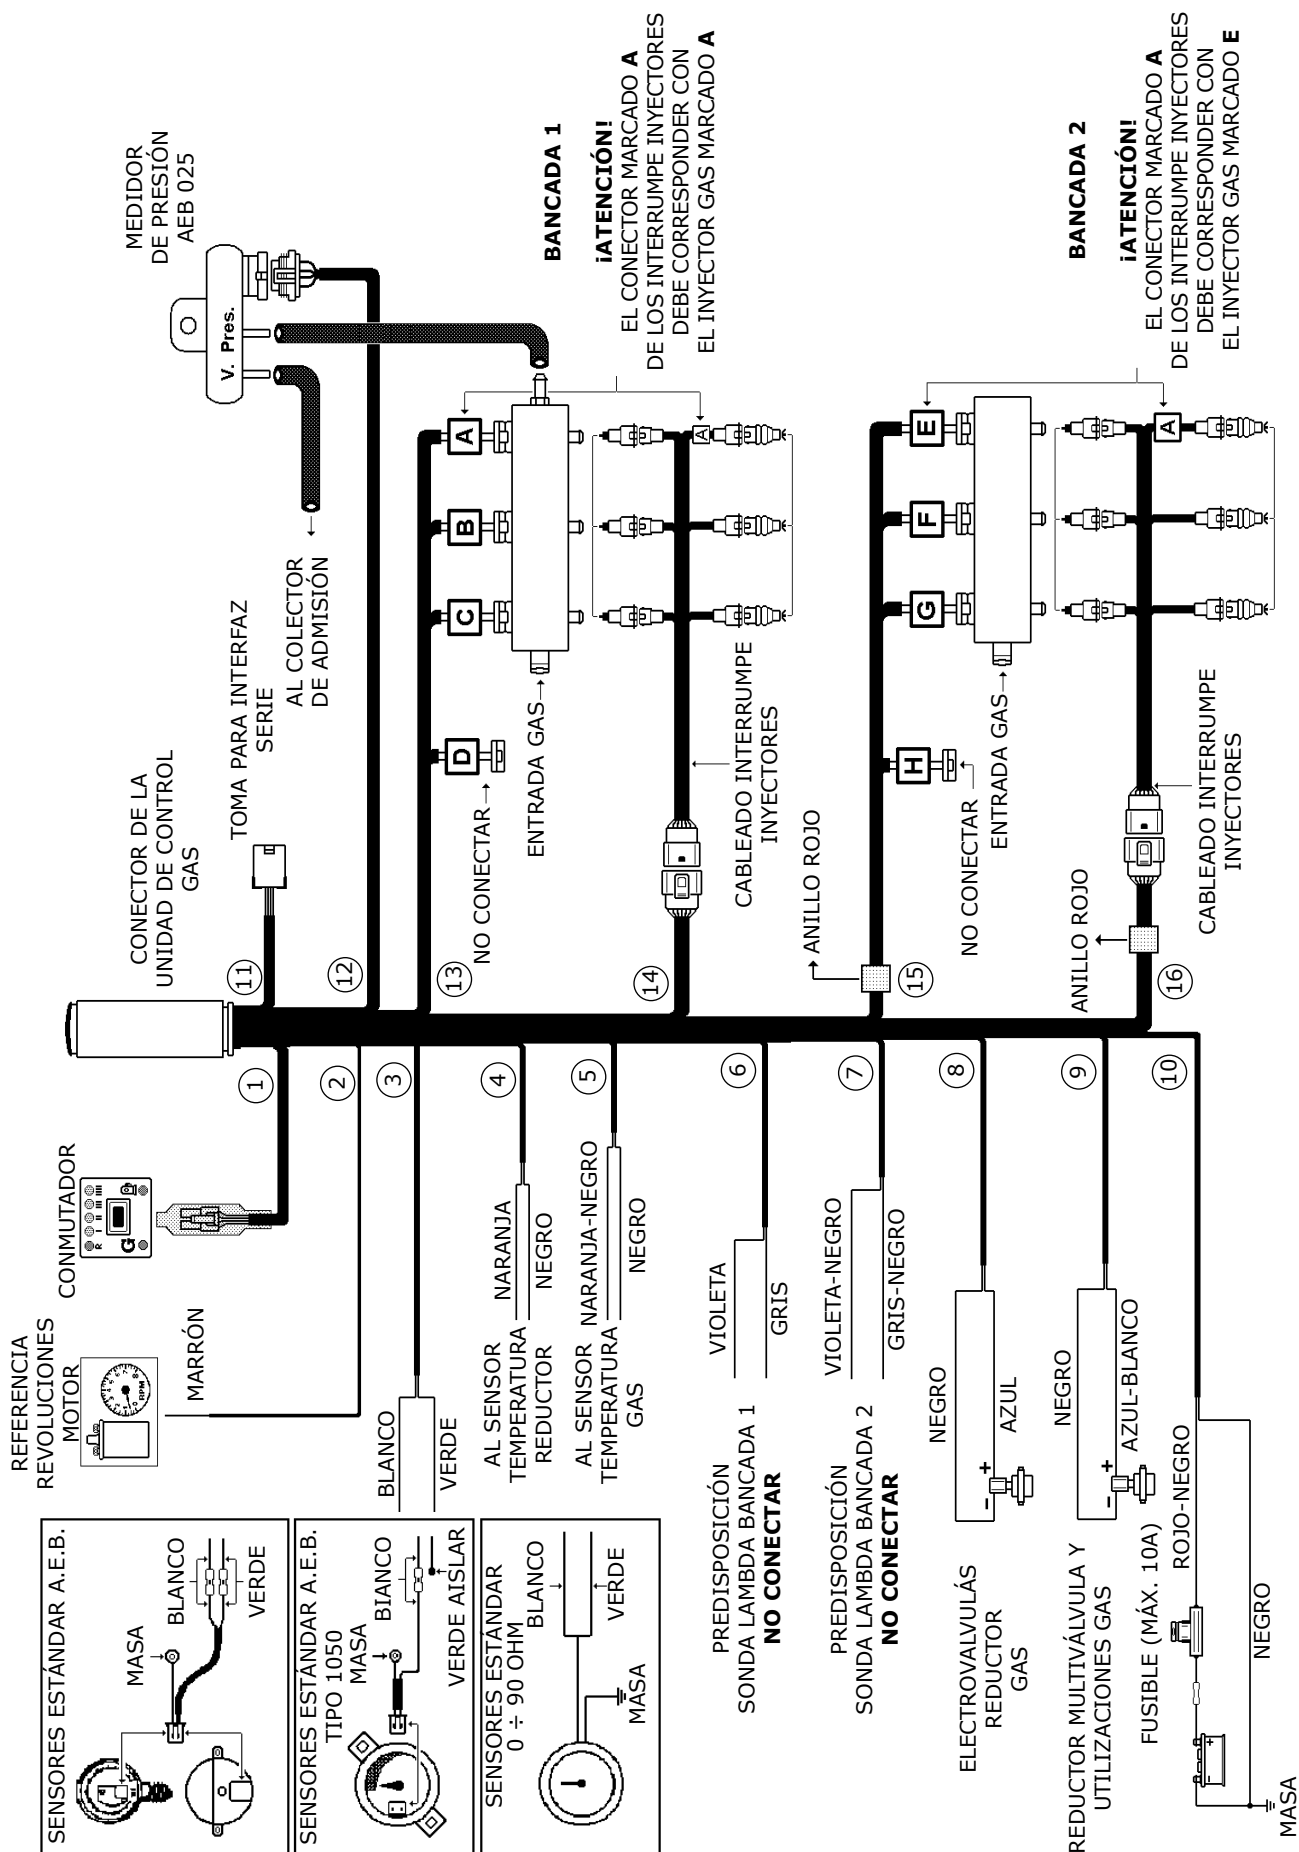 SENSORES ESTÁNDAR A.E.B.
MASA
BLANCO
VERDE
SENSORES ESTÁNDAR A.E.B.
TIPO 1050
MASA
BIANCO
VERDE AISLAR
SENSORES ESTÁNDAR
0 ÷ 90 OHM
BLANCO
VERDE
MASA
REFERENCIA
REVOLUCIONES
MOTOR
RPM
MARRÓN
CONMUTADOR
R I II III IIII
G
1
2
3
BLANCO
VERDE
4
AL SENSOR
TEMPERATURA
REDUCTOR
NARANJA
NEGRO
5
AL SENSOR
TEMPERATURA
GAS
NARANJA-NEGRO
NEGRO
6
PREDISPOSICIÓN
SONDA LAMBDA BANCADA 1
NO CONECTAR
VIOLETA
GRIS
7
PREDISPOSICIÓN
SONDA LAMBDA BANCADA 2
NO CONECTAR
VIOLETA-NEGRO
GRIS-NEGRO
8
ELECTROVALVULÁS
REDUCTOR
GAS
NEGRO
AZUL
– +
9
REDUCTOR MULTIVÁLVULA Y
UTILIZACIONES GAS
NEGRO
AZUL-BLANCO
– +
10
FUSIBLE (MÁX. 10A)
ROJO-NEGRO
NEGRO
- +
MASA
CONECTOR DE LA
UNIDAD DE CONTROL
GAS
11
TOMA PARA INTERFAZ
SERIE
12
AL COLECTOR
DE ADMISIÓN
MEDIDOR
DE PRESIÓN
AEB 025
V. Pres.
13
D
C
B
A
NO CONECTAR
ENTRADA GAS
BANCADA 1
¡ATENCIÓN!
EL CONECTOR MARCADO A
DE LOS INTERRUMPE INYECTORES
DEBE CORRESPONDER CON
EL INYECTOR GAS MARCADO A
14
A
CABLEADO INTERRUMPE
INYECTORES
15
ANILLO ROJO
H
G
F
E
NO CONECTAR
ENTRADA GAS
BANCADA 2
¡ATENCIÓN!
EL CONECTOR MARCADO A
DE LOS INTERRUMPE INYECTORES
DEBE CORRESPONDER CON
EL INYECTOR GAS MARCADO E
16
ANILLO ROJO
A
CABLEADO INTERRUMPE
INYECTORES